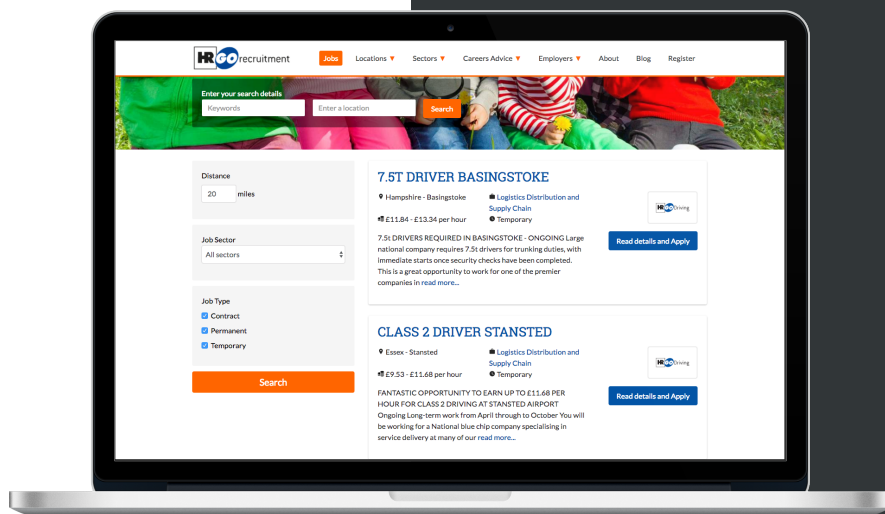 HR GO recruitment
Jobs
Locations ▼
Sectors ▼
Careers Advice ▼
Employers ▼
About
Blog
Register
Enter your search details
Keywords
Enter a location
Search
Distance
20 miles
Job Sector
All sectors
Job Type
Contract
Permanent
Temporary
Search
7.5T DRIVER BASINGSTOKE
Hampshire - Basingstoke
Logistics Distribution and
Supply Chain
£11.84 - £13.34 per hour
Temporary
7.5t DRIVERS REQUIRED IN BASINGSTOKE - ONGOING Large
national company requires 7.5t drivers for trunking duties, with
immediate starts once security checks have been completed.
This is a great opportunity to work for one of the premier
companies in read more...
HR GO Driving
Read details and Apply
CLASS 2 DRIVER STANSTED
Essex - Stansted
Logistics Distribution and
Supply Chain
£9.53 - £11.68 per hour
Temporary
FANTASTIC OPPORTUNITY TO EARN UP TO £11.68 PER
HOUR FOR CLASS 2 DRIVING AT STANSTED AIRPORT
Ongoing Long-term work from April through to October You will
be working for a National blue chip company specialising in
service delivery at many of our read more...
HR GO Driving
Read details and Apply